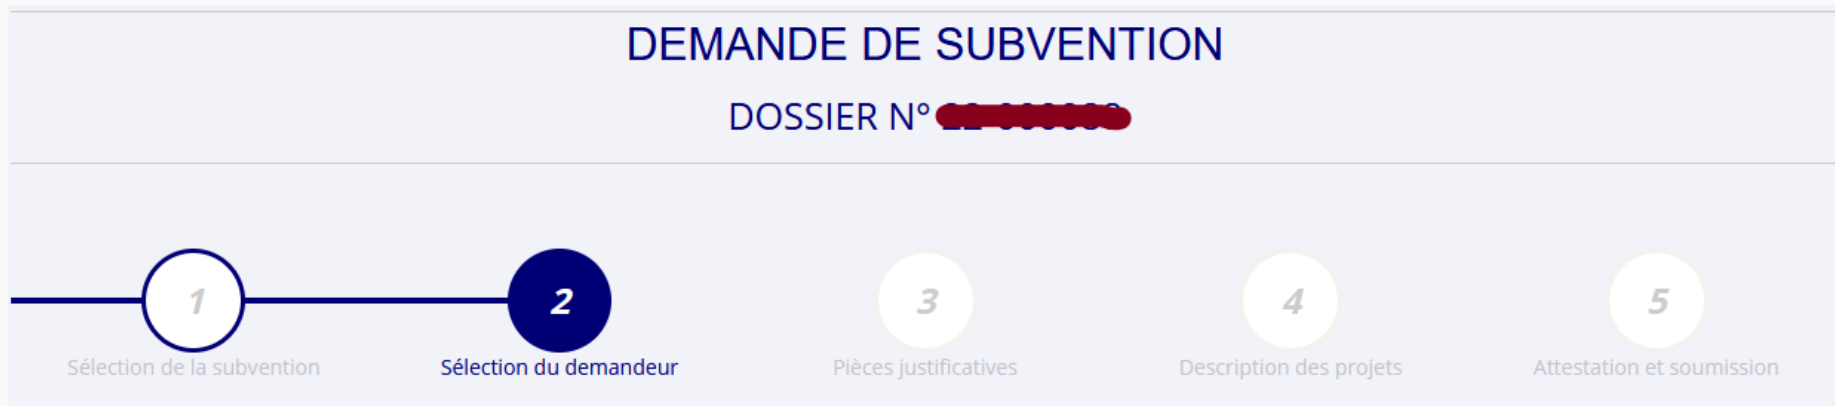 DEMANDE DE SUBVENTION
DOSSIER N°
1
2
3
4
5
Sélection de la subvention
Sélection du demandeur
Pièces justificatives
Description des projets
Attestation et soumission